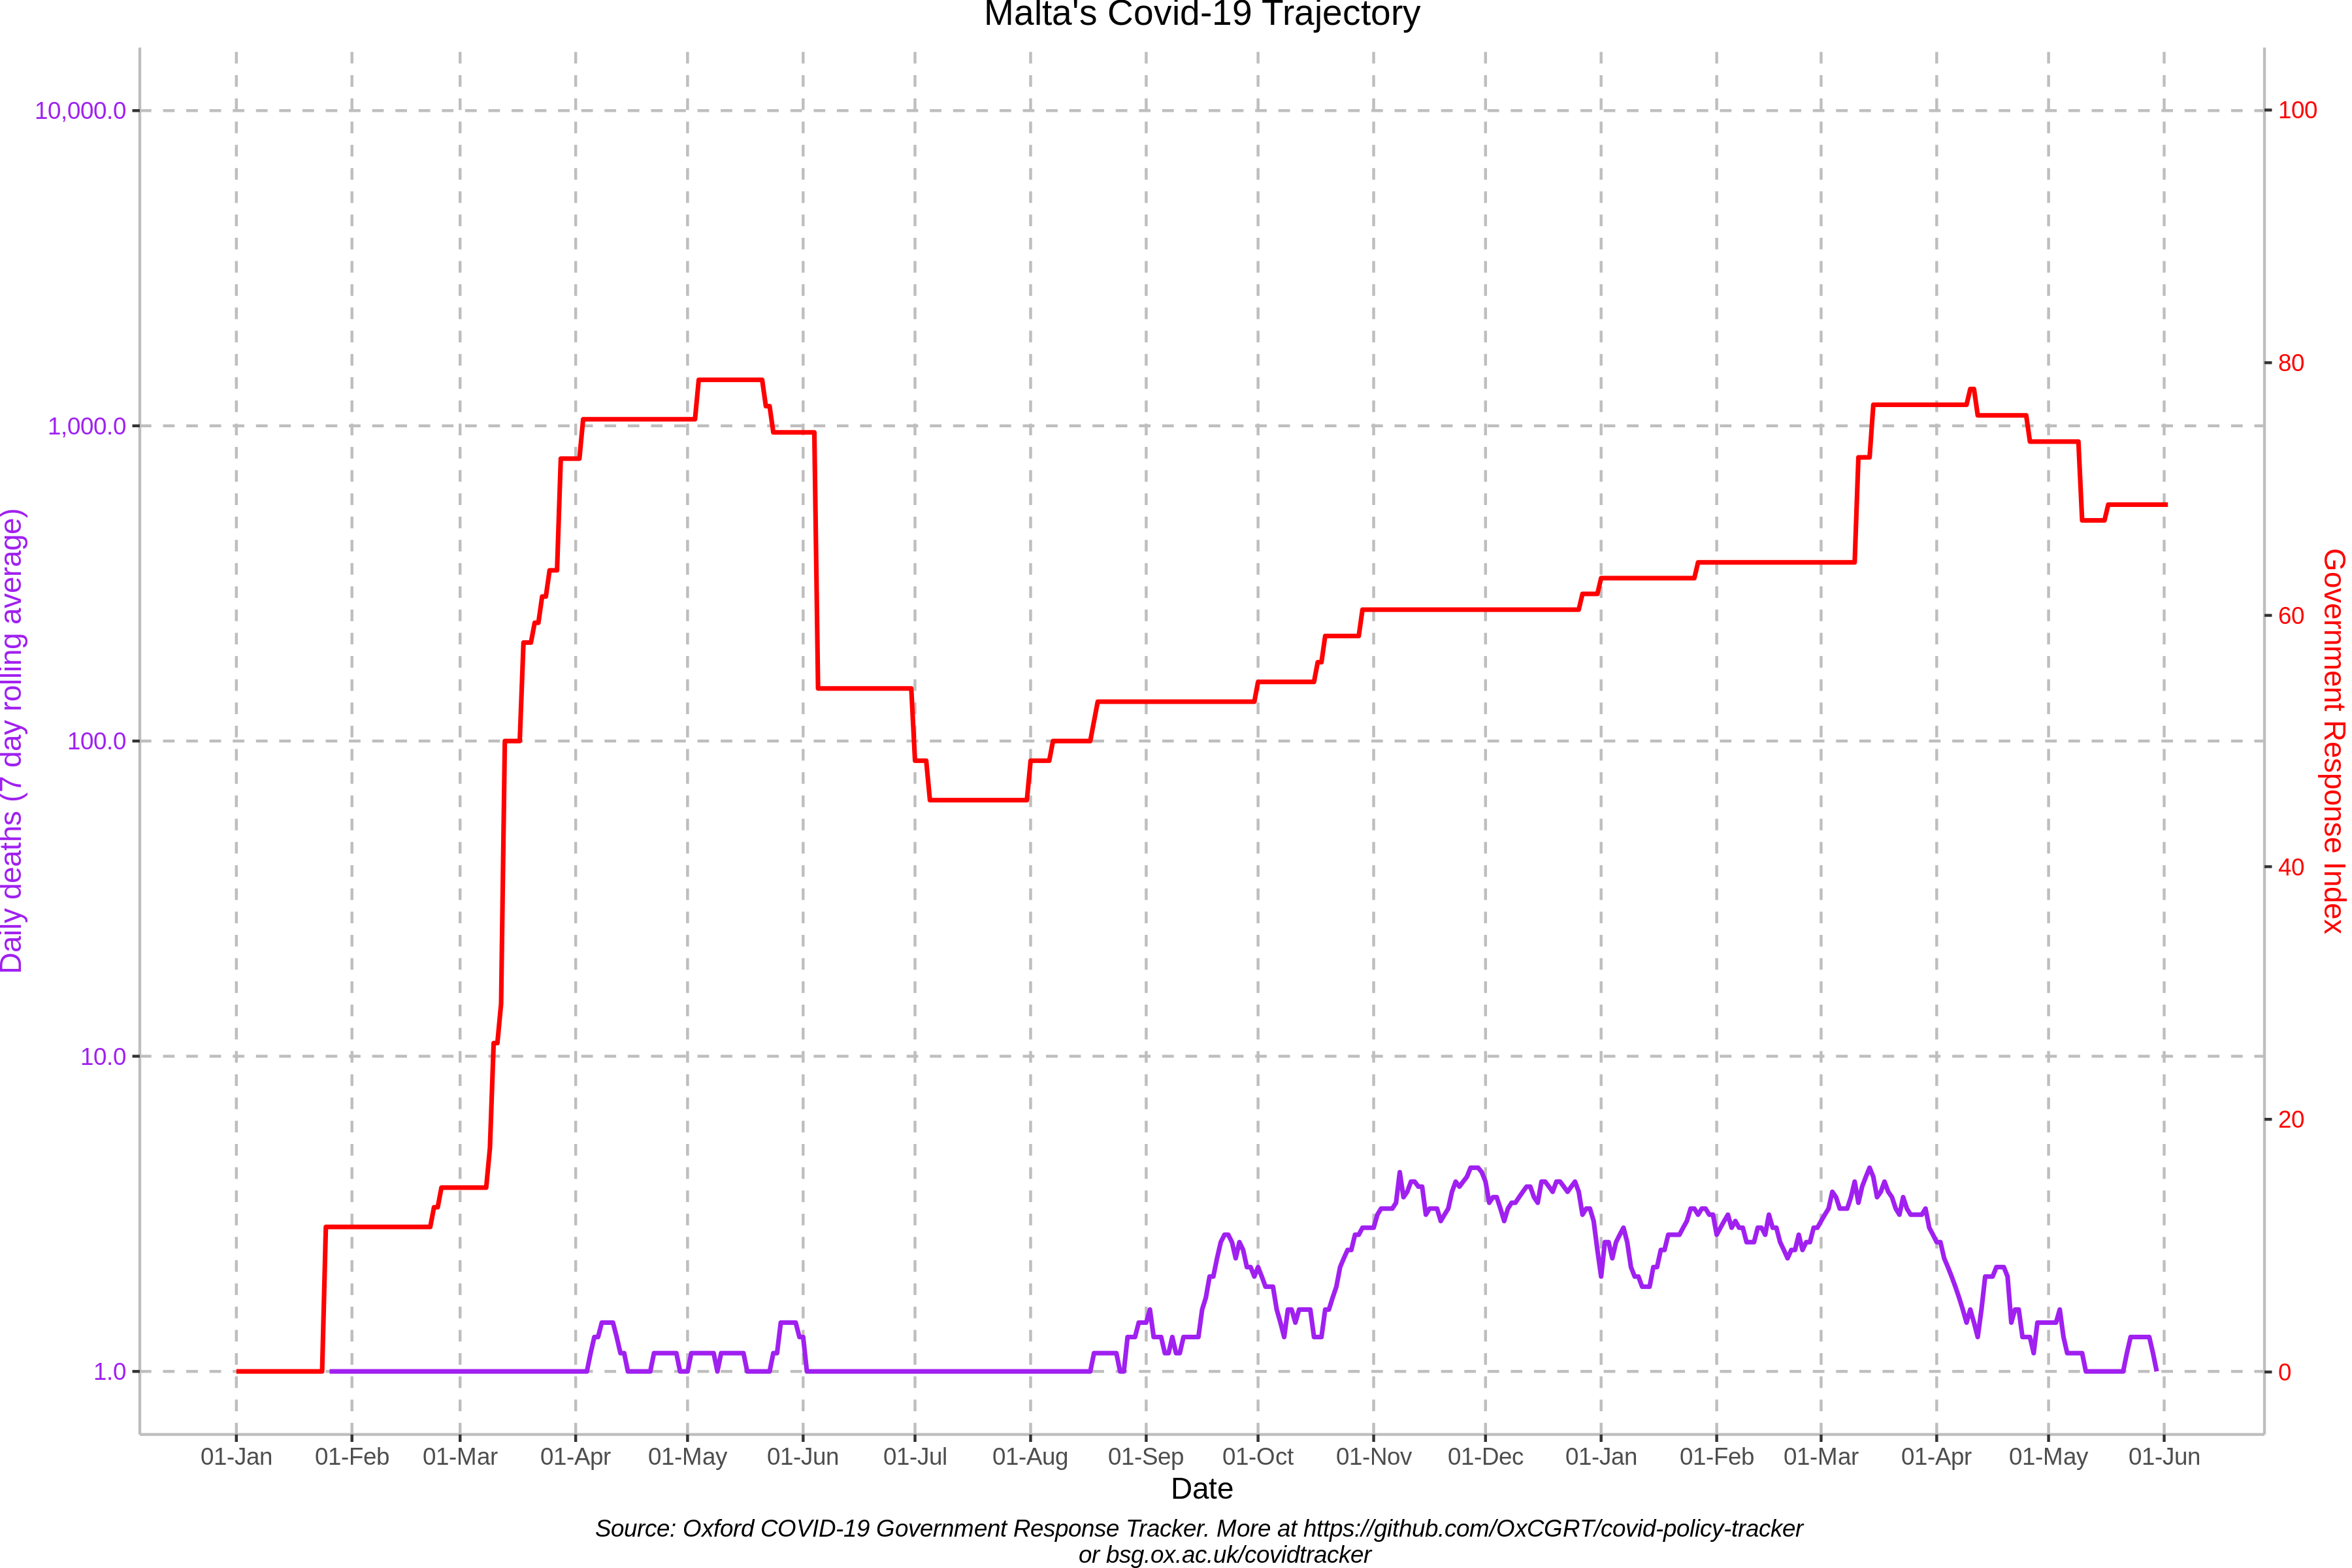 Malta's Covid-19 Trajectory
10,000.0
1,000.0
100.0
10.0
1.0
Daily deaths (7 day rolling average)
100
80
60
40
20
0
Government Response Index
01-Jan 01-Feb 01-Mar 01-Apr 01-May 01-Jun 01-Jul 01-Aug 01-Sep 01-Oct 01-Nov 01-Dec 01-Jan 01-Feb 01-Mar 01-Apr 01-May 01-Jun
Date
Source: Oxford COVID-19 Government Response Tracker. More at https://github.com/OxCGRT/covid-policy-tracker
or bsg.ox.ac.uk/covidtracker